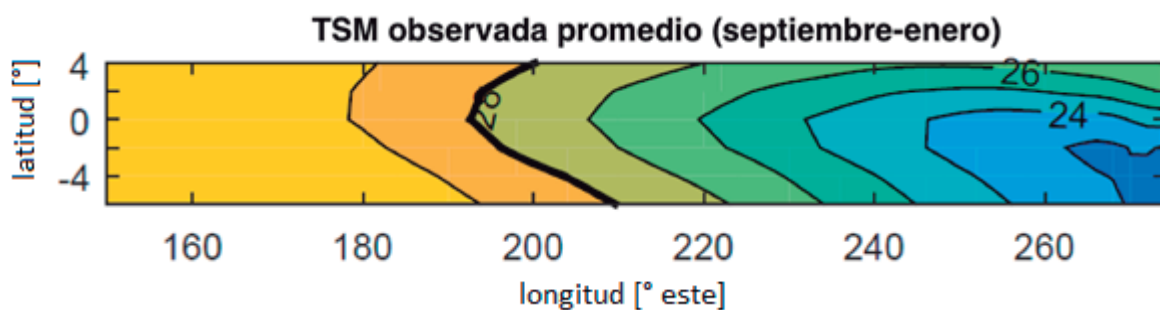 TSM observada promedio (septiembre-enero)
latitud [°]
4
0
-4
28
26
24
160 180 200 220 240 260
longitud [° este]